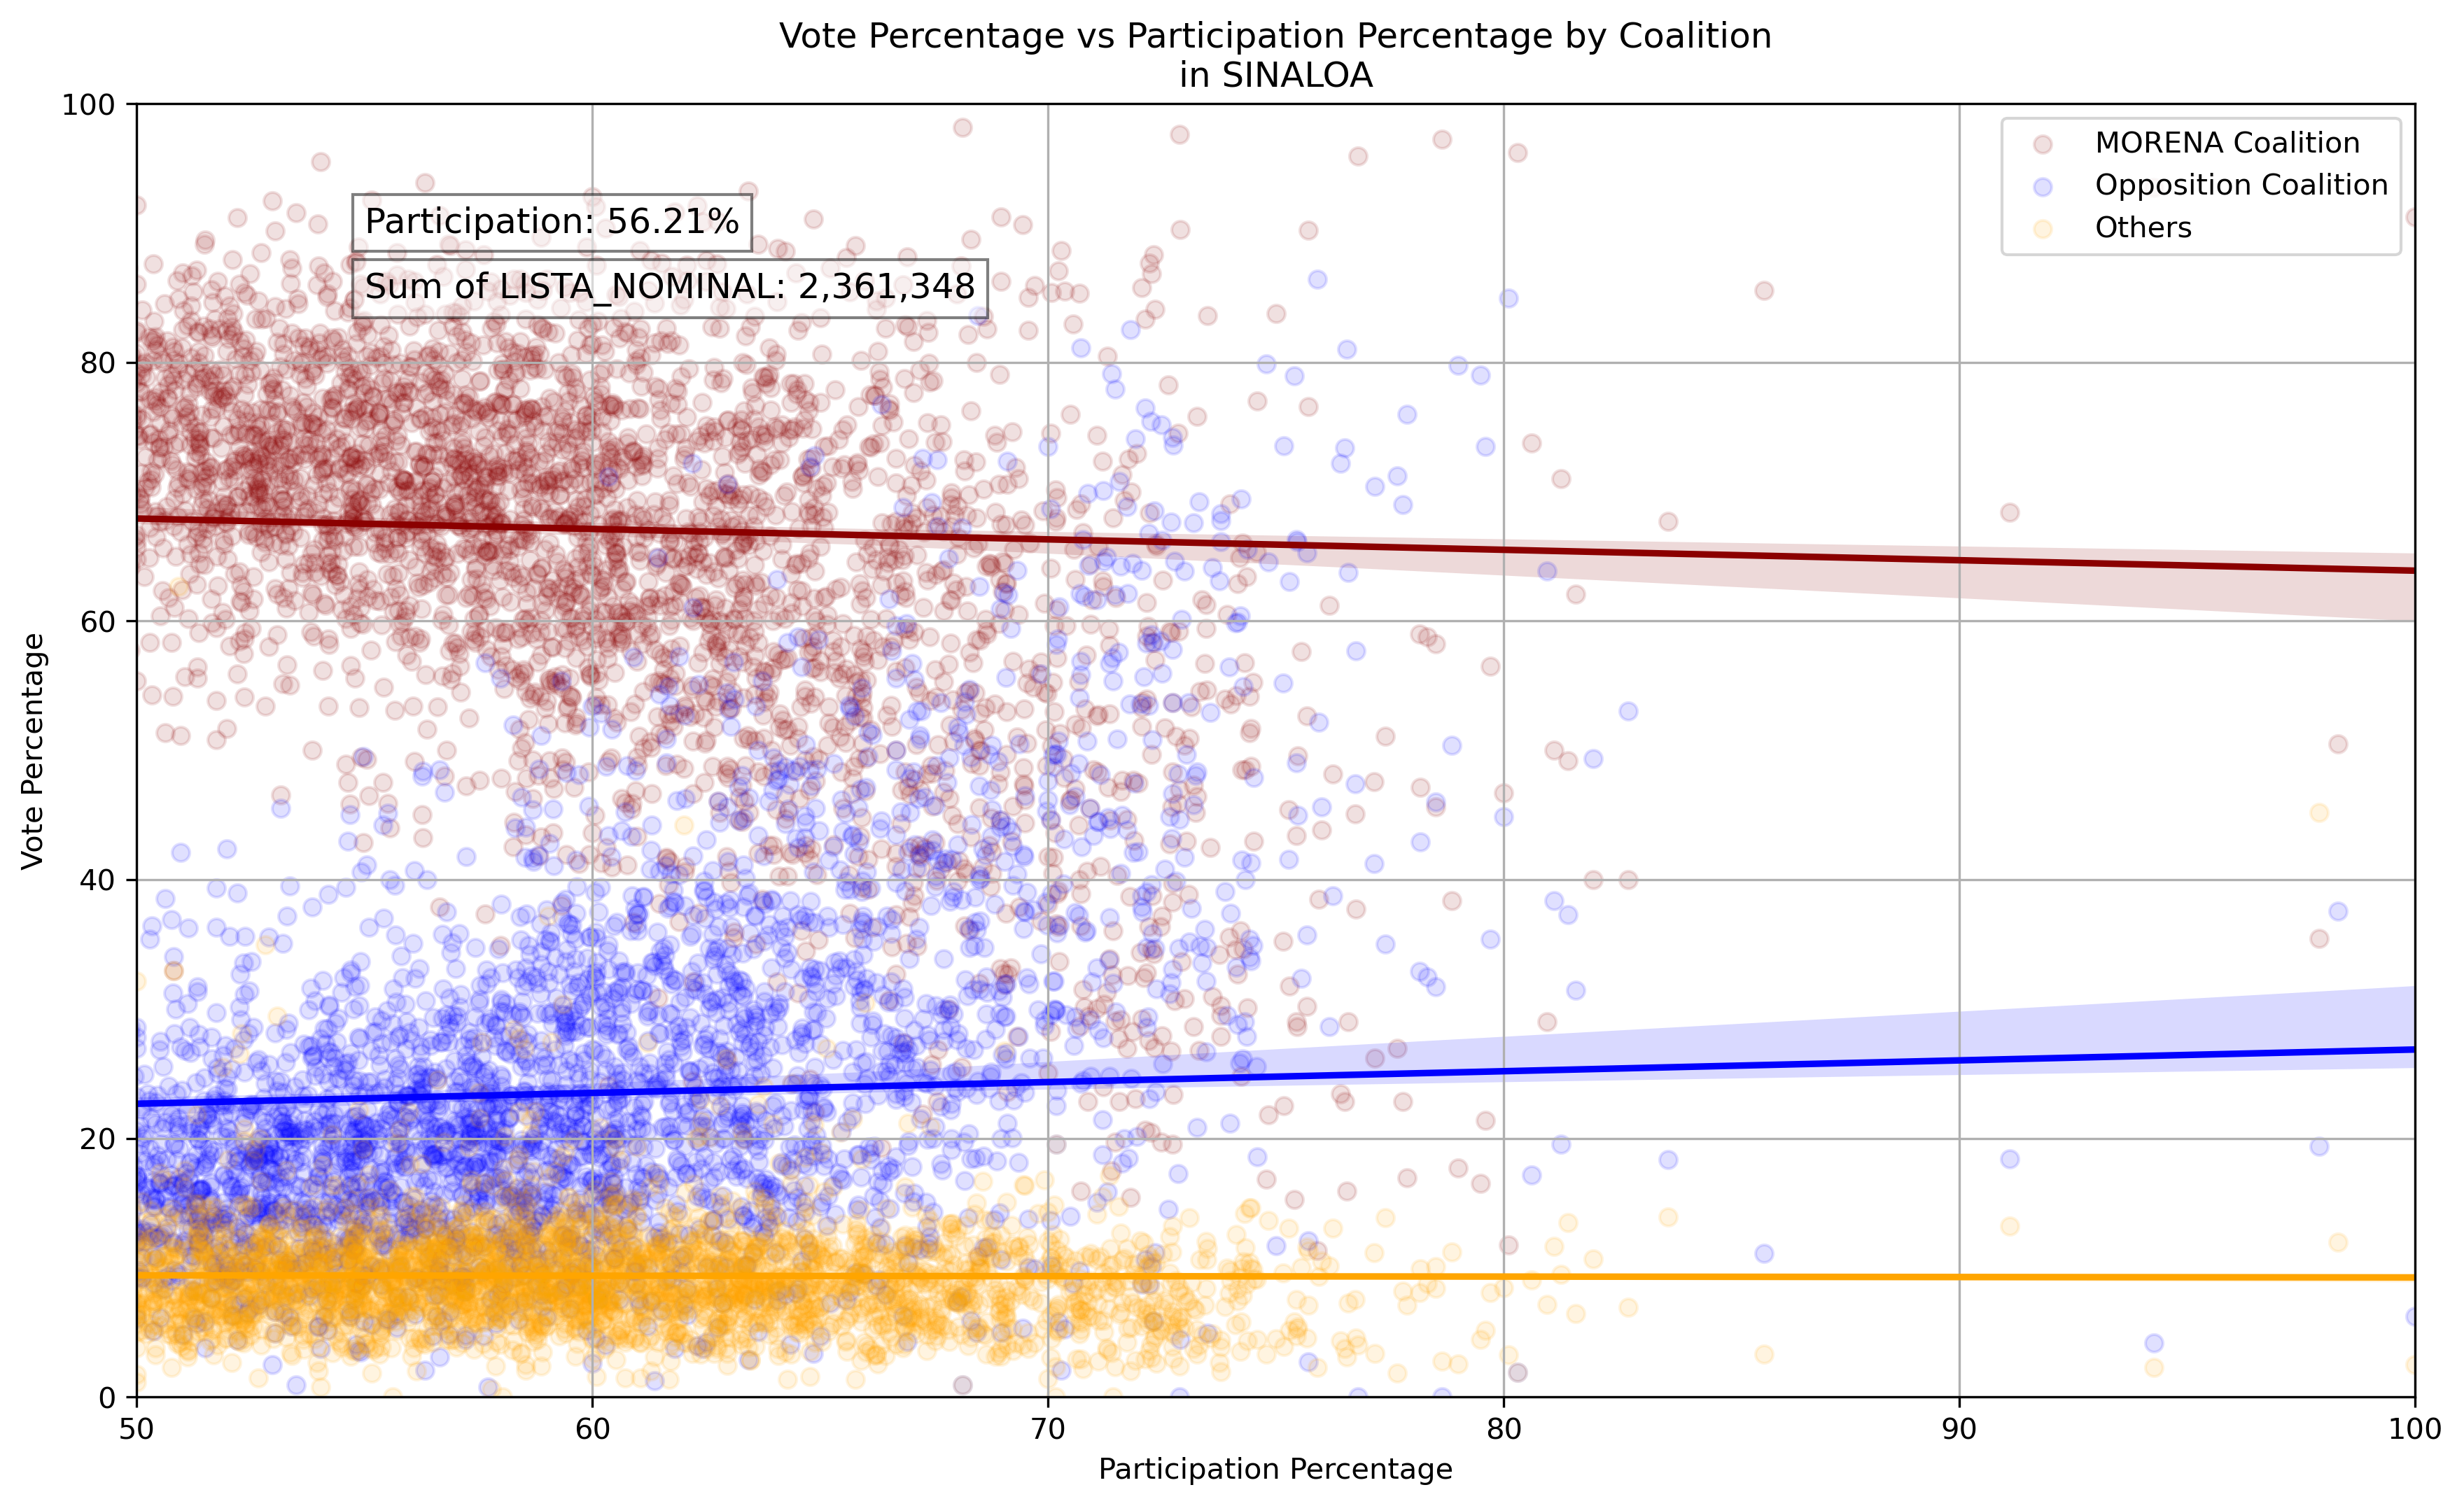 Vote Percentage vs Participation Percentage by Coalition
in SINALOA
MORENA Coalition
Opposition Coalition
Others
Participation: 56.21%
Sum of LISTA_NOMINAL: 2,361,348
Vote Percentage
100
80
60
40
20
0
50
60
70
80
90
100
Participation Percentage